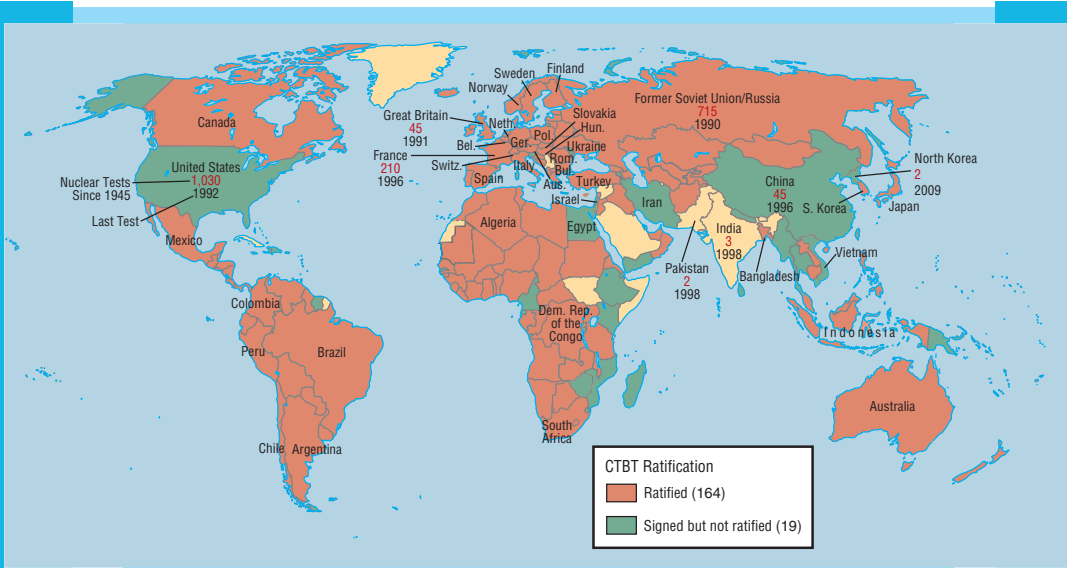 Sweden
Finland
Norway
Former Soviet Union/Russia
715
1990
Canada
Great Britain
45
1991
Neth.
Pol.
Slovakia
Hun.
Bel.
Ger.
Ukraine
France
210
1996
Switz.
Italy
Rom.
Bul.
Spain
Aus.
Turkey
Israel
Iran
United States
Nuclear Tests
Since 1945
1,030
1992
Last Test
China
45
1996
North Korea
2
2009
S. Korea
Japan
Mexico
Algeria
Egypt
India
3
1998
Pakistan
2
1998
Bangladesh
Vietnam
Colombia
Dem. Rep.
of the
Congo
Indonesia
Peru
Brazil
Australia
South
Africa
Chile
Argentina
CTBT Ratification
Ratified (164)
Signed but not ratified (19)